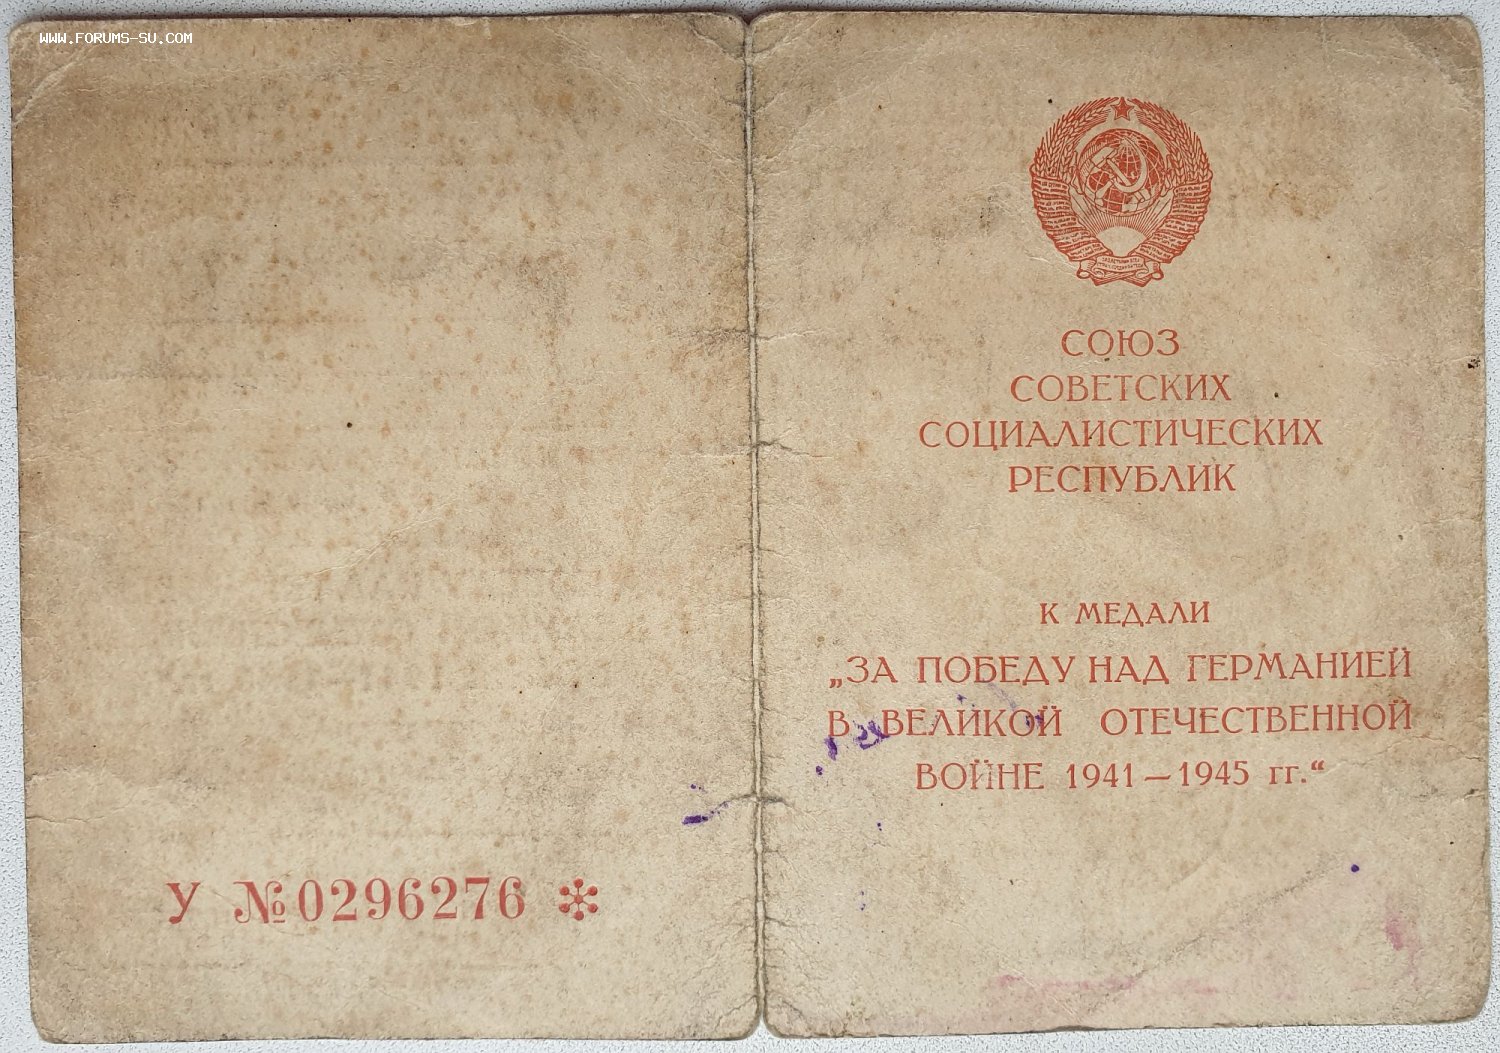 WWW.FORUMS-SU.COM
У №0296276
СОЮЗ
СОВЕТСКИХ
СОЦИАЛИСТИЧЕСКИХ
РЕСПУБЛИК
К МЕДАЛИ
„ЗА ПОБЕДУ НАД ГЕРМАНИЕЙ
В ВЕЛИКОЙ ОТЕЧЕСТВЕННОЙ
ВОЙНЕ 1941—1945 гг.“